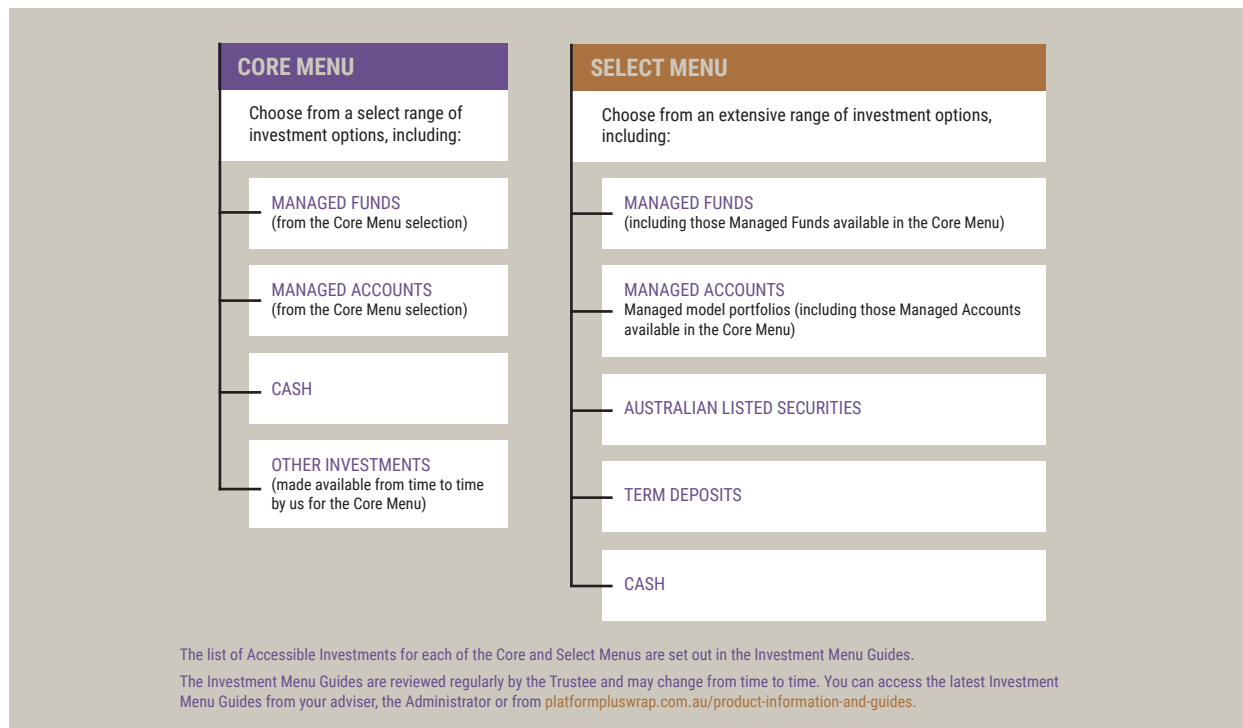 CORE MENU
Choose from a select range of
investment options, including:
MANAGED FUNDS
(from the Core Menu selection)
MANAGED ACCOUNTS
(from the Core Menu selection)
CASH
OTHER INVESTMENTS
(made available from time to time
by us for the Core Menu)
SELECT MENU
Choose from an extensive range of investment options,
including:
MANAGED FUNDS
(including those Managed Funds available in the Core Menu)
MANAGED ACCOUNTS
Managed model portfolios (including those Managed Accounts
available in the Core Menu)
AUSTRALIAN LISTED SECURITIES
TERM DEPOSITS
CASH
The list of Accessible Investments for each of the Core and Select Menus are set out in the Investment Menu Guides.
The Investment Menu Guides are reviewed regularly by the Trustee and may change from time to time. You can access the latest Investment
Menu Guides from your adviser, the Administrator or from platformpluswrap.com.au/product-information-and-guides.